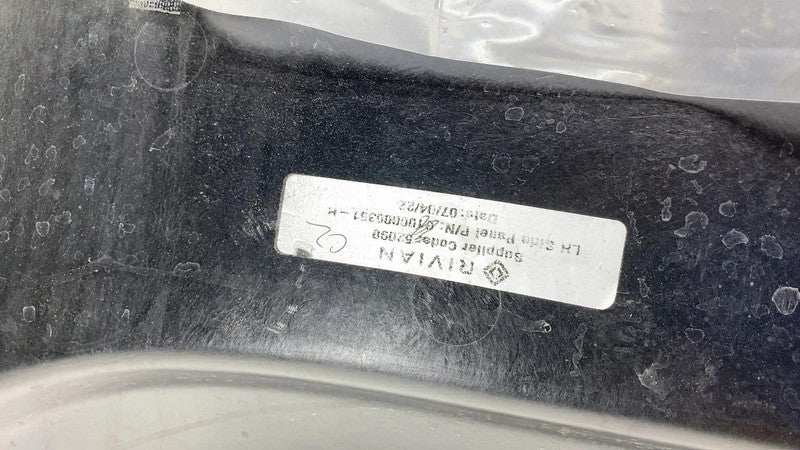 RIVIAN
Supplier Code: 52090
LH Side Panel P/N:
Date: 07/04/22